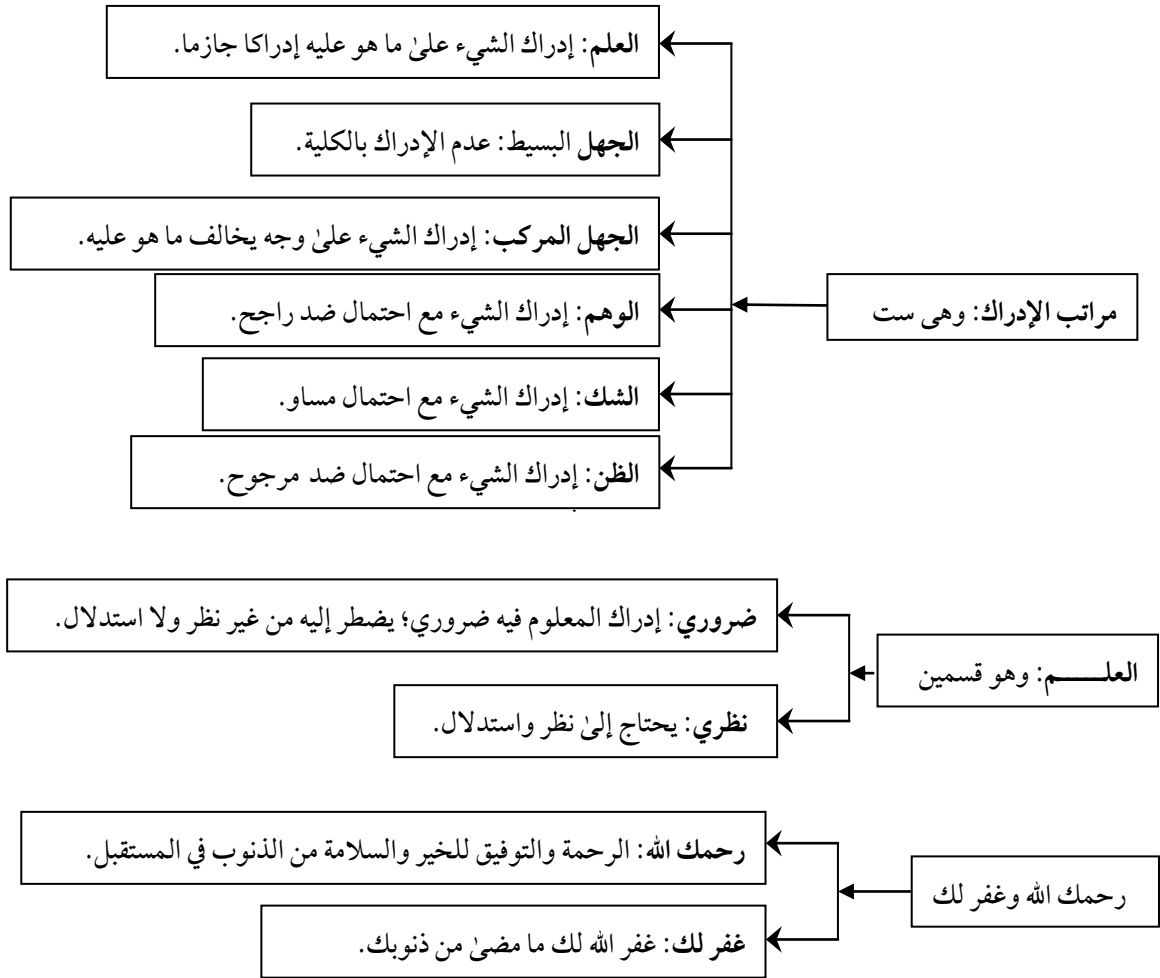 مراتب الإدراك: وهى ست
العلم: إدراك الشيء علىٰ ما هو عليه إدراكا جازما.
الجهل البسيط: عدم الإدراك بالكلية.
الجهل المركب: إدراك الشيء علىٰ وجه يخالف ما هو عليه.
الوهم: إدراك الشيء مع احتمال ضد راجح.
الشك: إدراك الشيء مع احتمال مساو.
الظن: إدراك الشيء مع احتمال ضد مرجوح.
العلـــــم: وهو قسمين
ضروري: إدراك المعلوم فيه ضروري؛ يضطر إليه من غير نظر ولا استدلال.
نظري: يحتاج إلىٰ نظر واستدلال.
رحمك الله وغفر لك
رحمك الله: الرحمة والتوفيق للخير والسلامة من الذنوب في المستقبل.
غفر لك: غفر الله لك ما مضىٰ من ذنوبك.